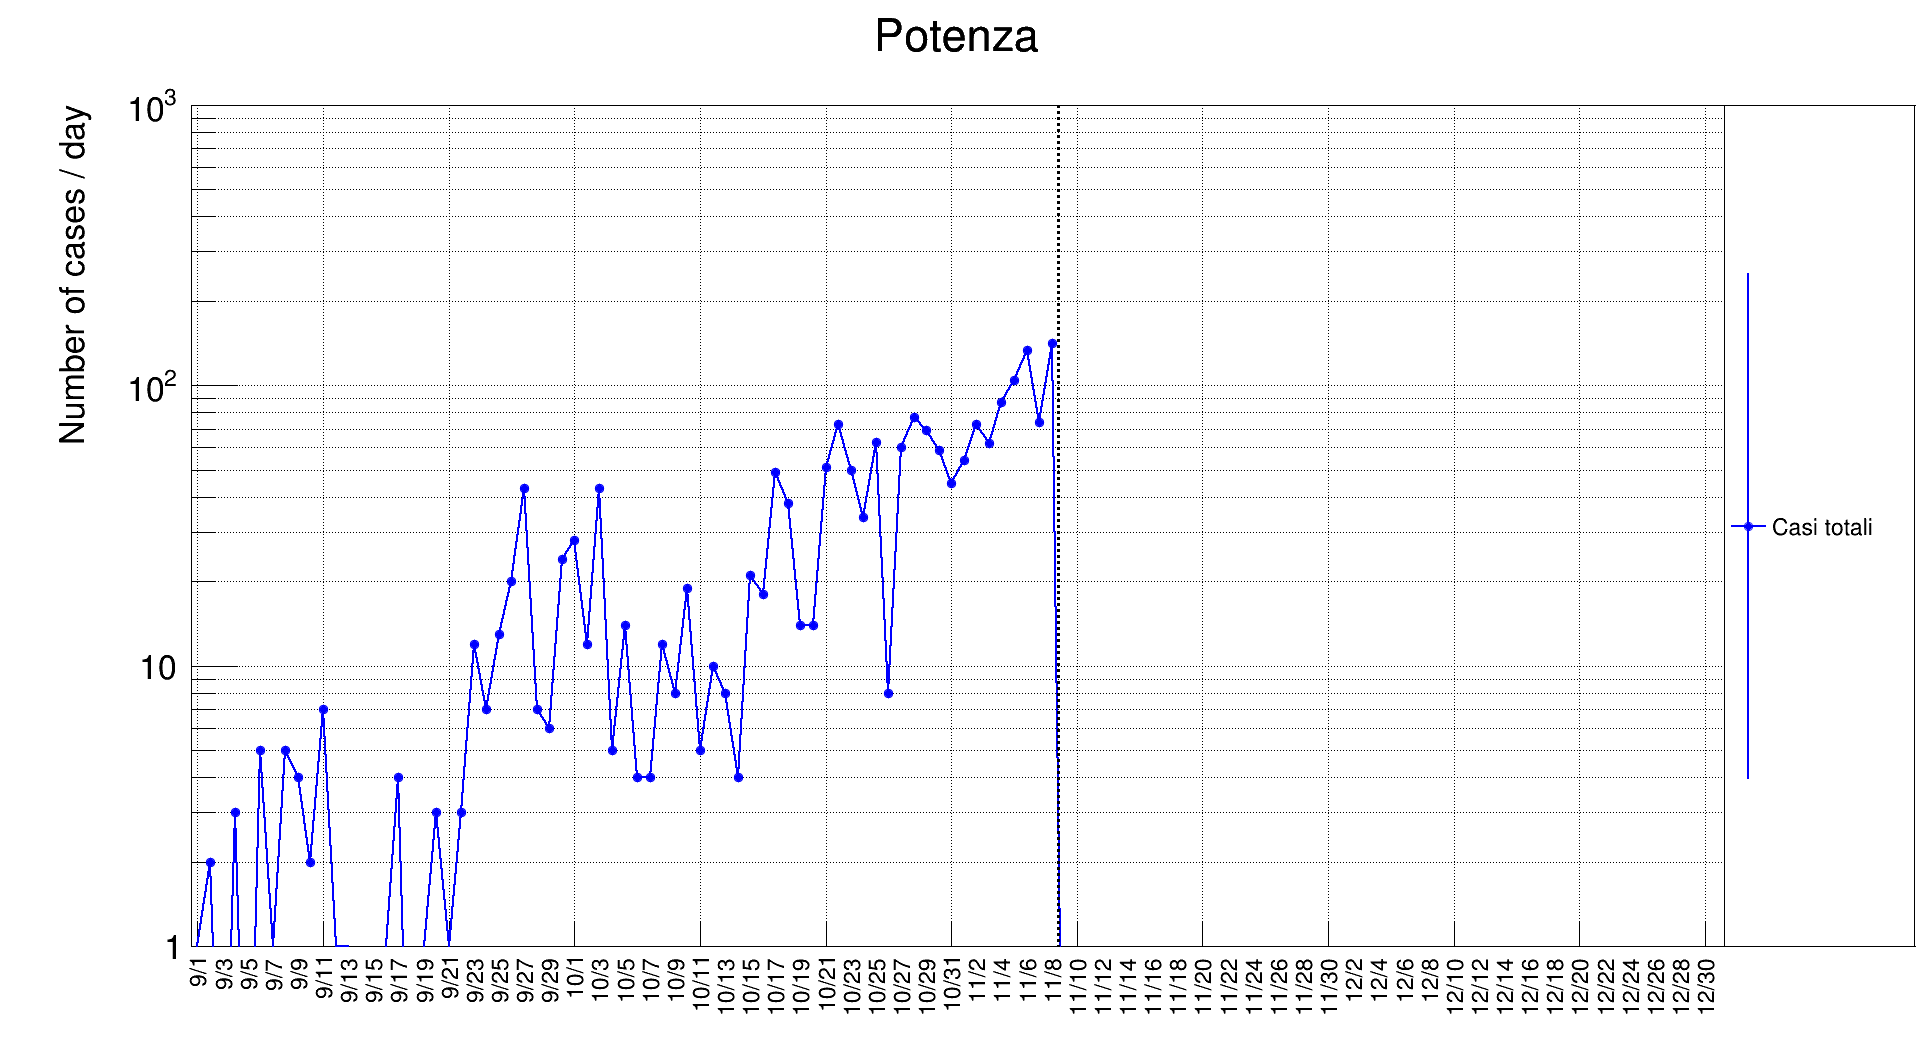 Potenza
Number of cases / day
10³
10²
10
1
9/1 9/3 9/5 9/7 9/9 9/11 9/13 9/15 9/17 9/19 9/21 9/23 9/25 9/27 9/29 10/1 10/3 10/5 10/7 10/9 10/11 10/13 10/15 10/17 10/19 10/21 10/23 10/25 10/27 10/29 10/31 11/2 11/4 11/6 11/8 11/10 11/12 11/14 11/16 11/18 11/20 11/22 11/24 11/26 11/28 11/30 12/2 12/4 12/6 12/8 12/10 12/12 12/14 12/16 12/18 12/20 12/22 12/24 12/26 12/28 12/30
Casi totali